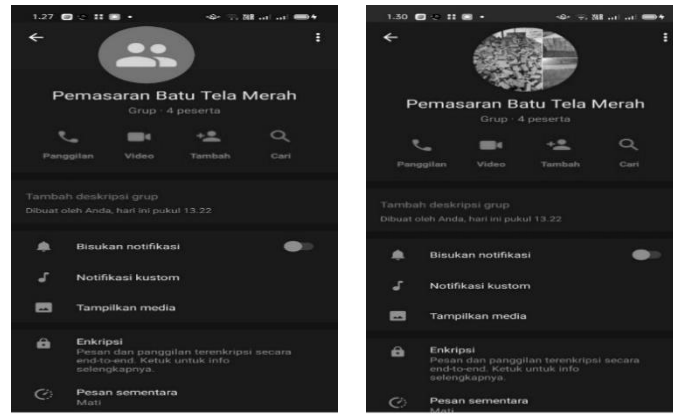 1.27
Pemasaran Batu Tela Merah
Grup · 4 peserta
Panggilan Video Tambah Cari
Tambah deskripsi grup
Dibuat oleh Anda, hari ini pukul 13.22
Bisukan notifikasi
Notifikasi kustom
Tampilkan media
Enkripsi
Pesan dan panggilan terenkripsi secara
end-to-end. Ketuk untuk info
selengkapnya.
Pesan sementara
Mati
1.30
Pemasaran Batu Tela Merah
Grup · 4 peserta
Panggilan Video Tambah Cari
Tambah deskripsi grup
Dibuat oleh Anda, hari ini pukul 13.22
Bisukan notifikasi
Notifikasi kustom
Tampilkan media
Enkripsi
Pesan dan panggilan terenkripsi secara
end-to-end. Ketuk untuk info
selengkapnya.
Pesan sementara
Mati